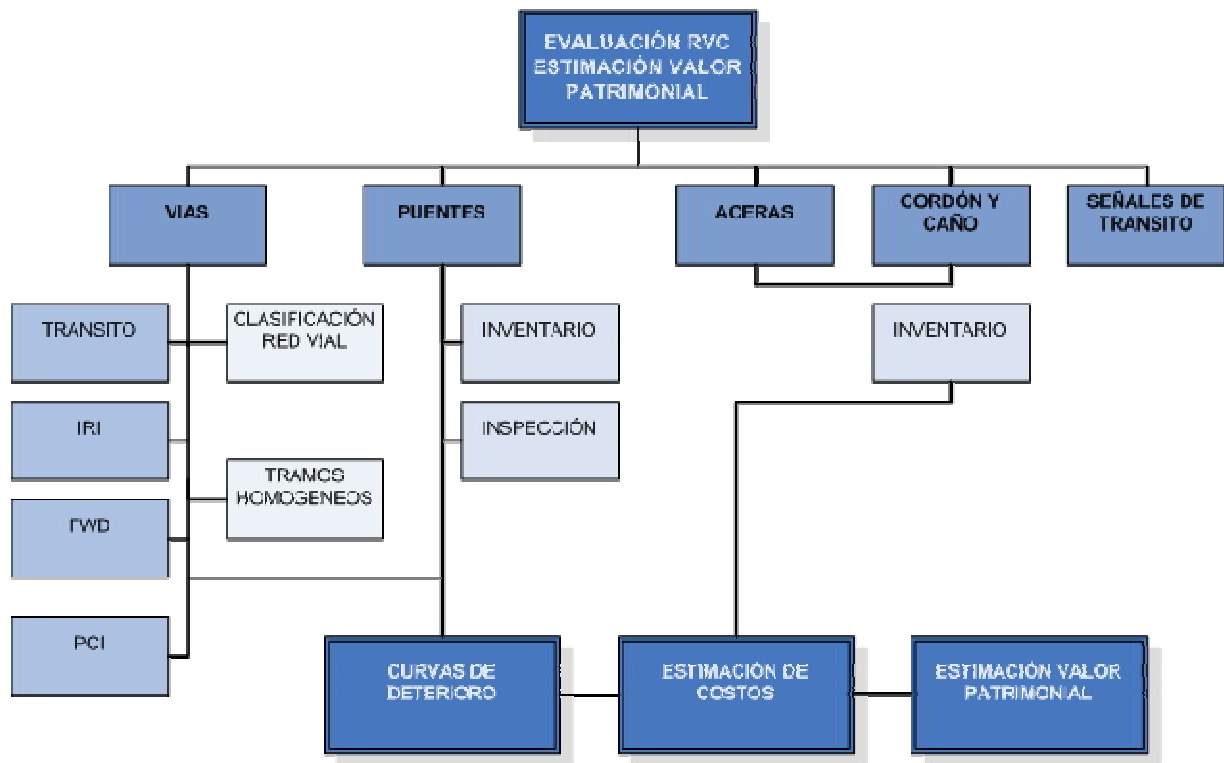 EVALUACIÓN RVC
ESTIMACIÓN VALOR
PATRIMONIAL
VIAS
PUENTES
ACERAS
CORDÓN Y
CAÑO
SEÑALES DE
TRANSITO
TRANSITO
CLASIFICACIÓN
RED VIAL
INVENTARIO
INVENTARIO
IRI
INSPECCIÓN
TRAMOS
HOMOGENEOS
FWD
PCI
CURVAS DE
DETERIORO
ESTIMACIÓN DE
COSTOS
ESTIMACIÓN VALOR
PATRIMONIAL